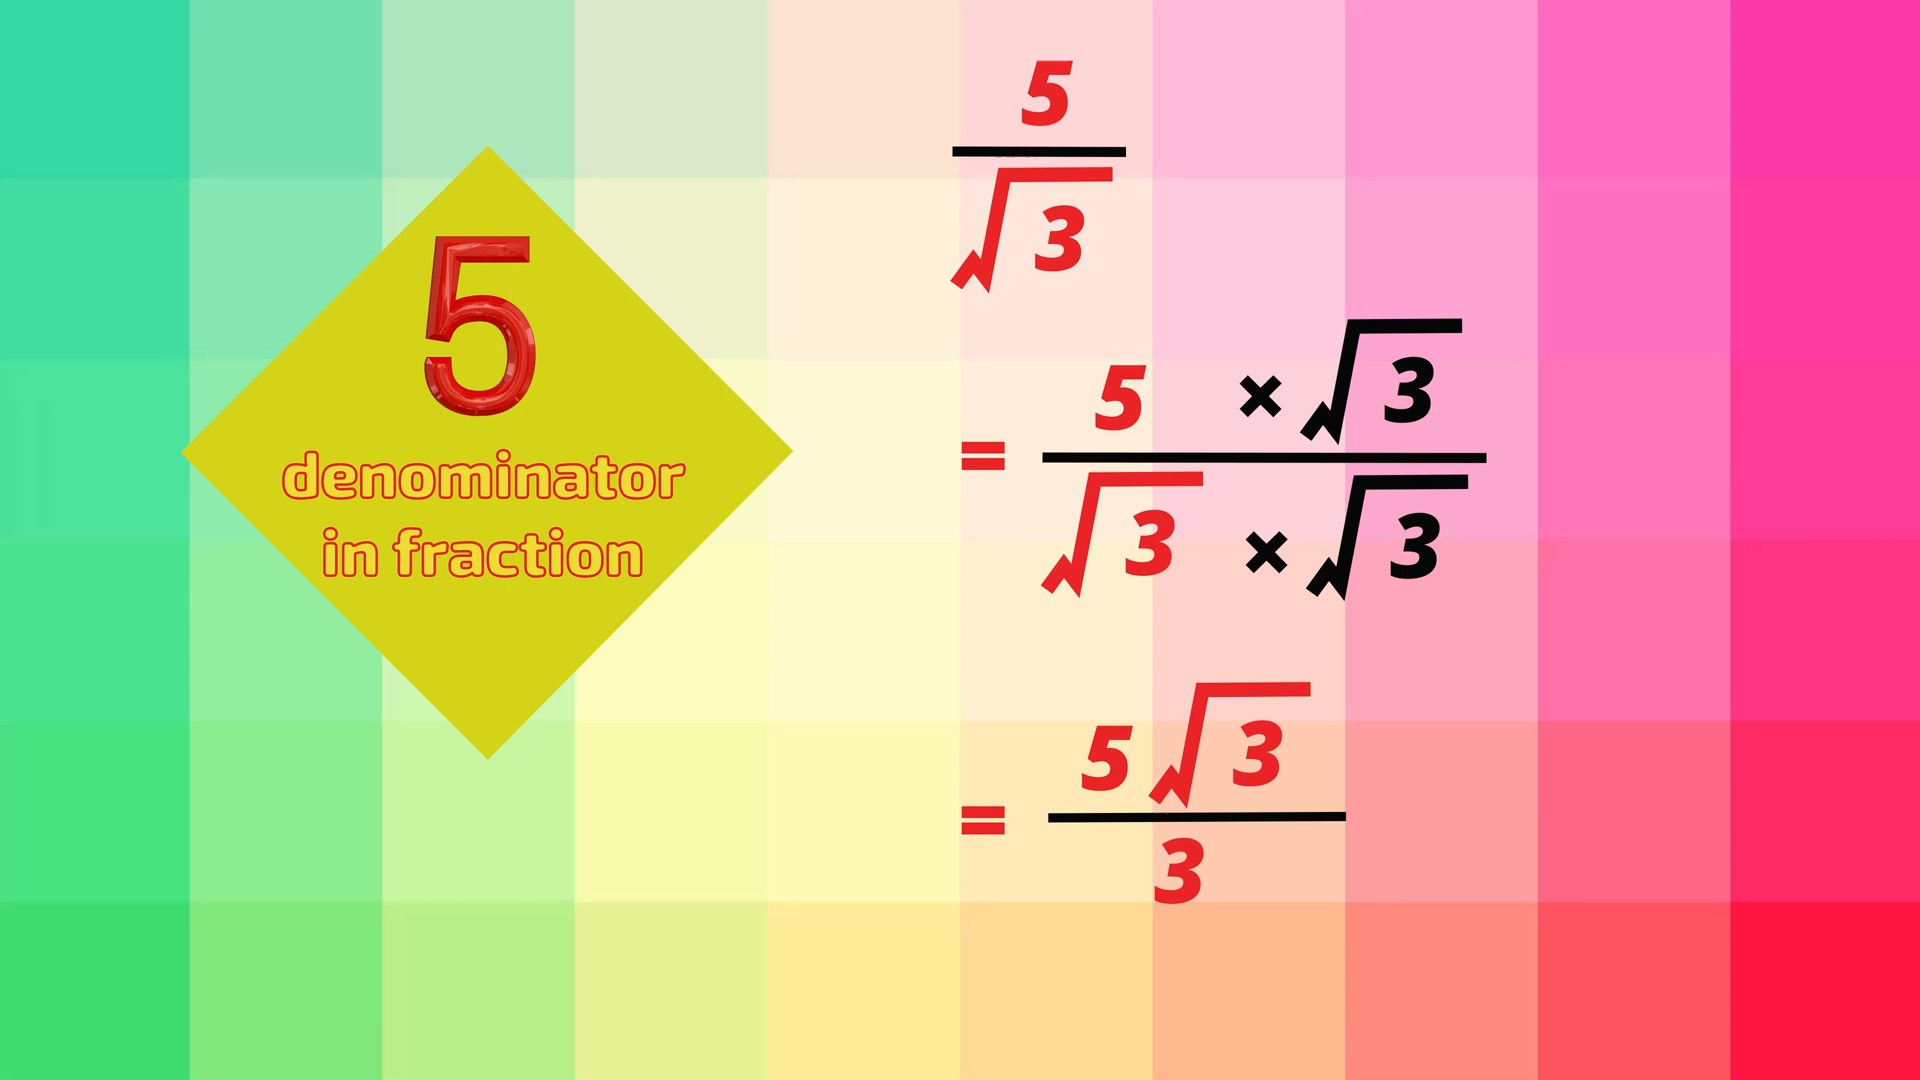 5
denominator
in fraction
5
√3
= 5 × √3
√3 × √3
= 5 √3
3